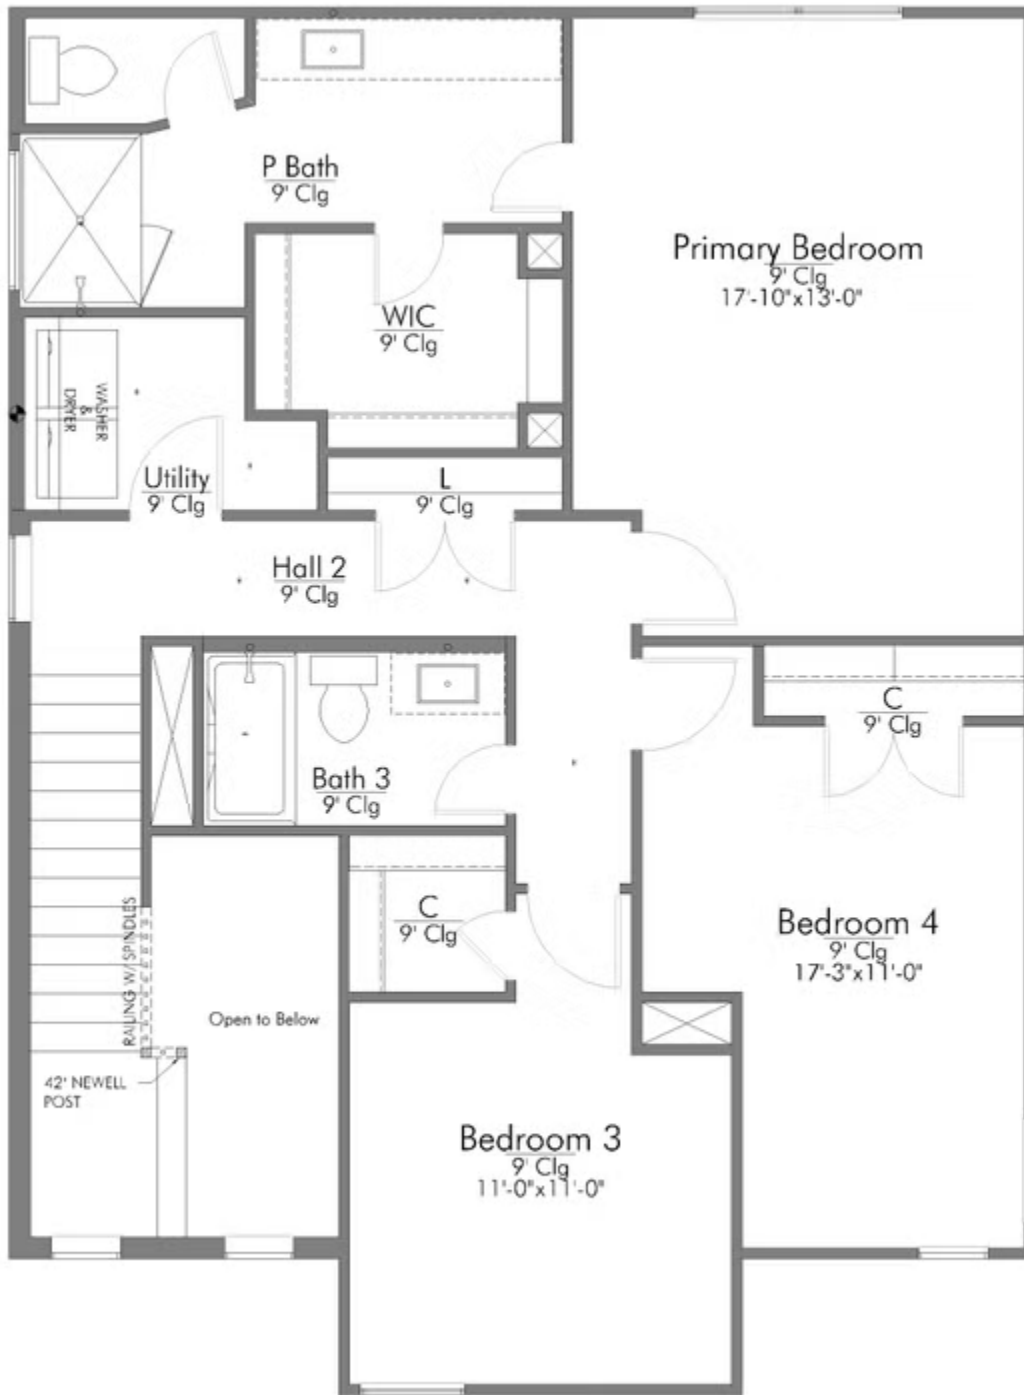 P Bath
9' Clg
Primary Bedroom
9' Clg
17'-10"x13'-0"
WIC
9' Clg
WASHER
&
DRYER
Utility
9' Clg
L
9' Clg
Hall 2
9' Clg
C
9' Clg
Bath 3
9' Clg
C
9' Clg
RAILING W/ SPINDLES
Bedroom 4
9' Clg
17'-3"x11'-0"
Open to Below
42" NEWELL
POST
Bedroom 3
9' Clg
11'-0"x11'-0"